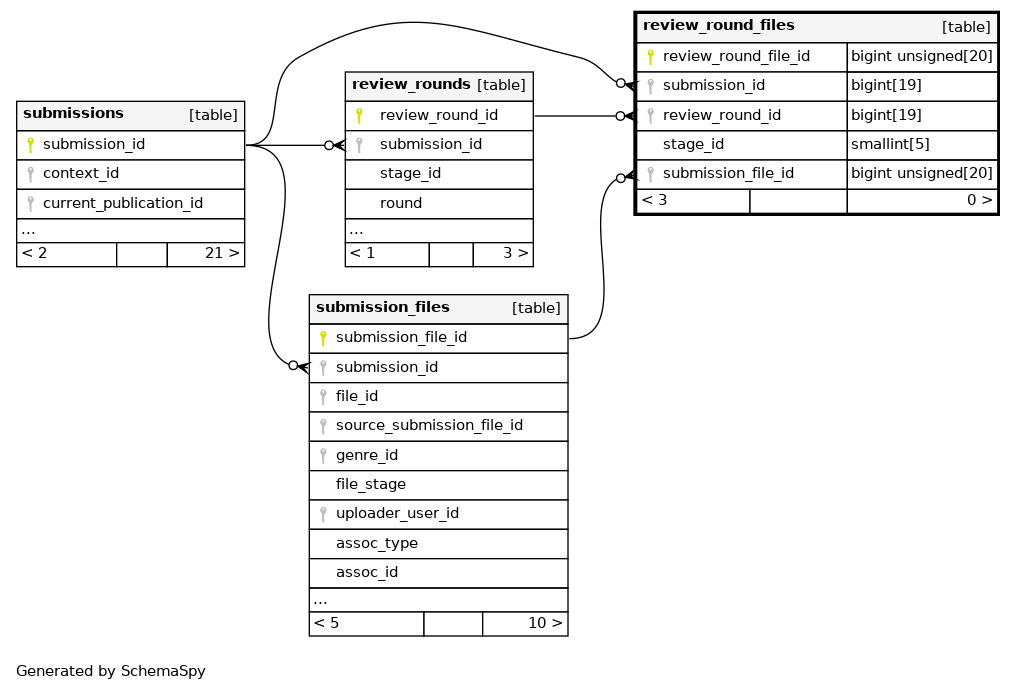 submissions [table]
submission_id
context_id
current_publication_id
...
< 2 21 >
review_rounds [table]
review_round_id
submission_id
stage_id
round
...
< 1 3 >
review_round_files [table]
review_round_file_id bigint unsigned[20]
submission_id bigint[19]
review_round_id bigint[19]
stage_id smallint[5]
submission_file_id bigint unsigned[20]
< 3 0 >
submission_files [table]
submission_file_id
submission_id
file_id
source_submission_file_id
genre_id
file_stage
uploader_user_id
assoc_type
assoc_id
...
< 5 10 >
Generated by SchemaSpy